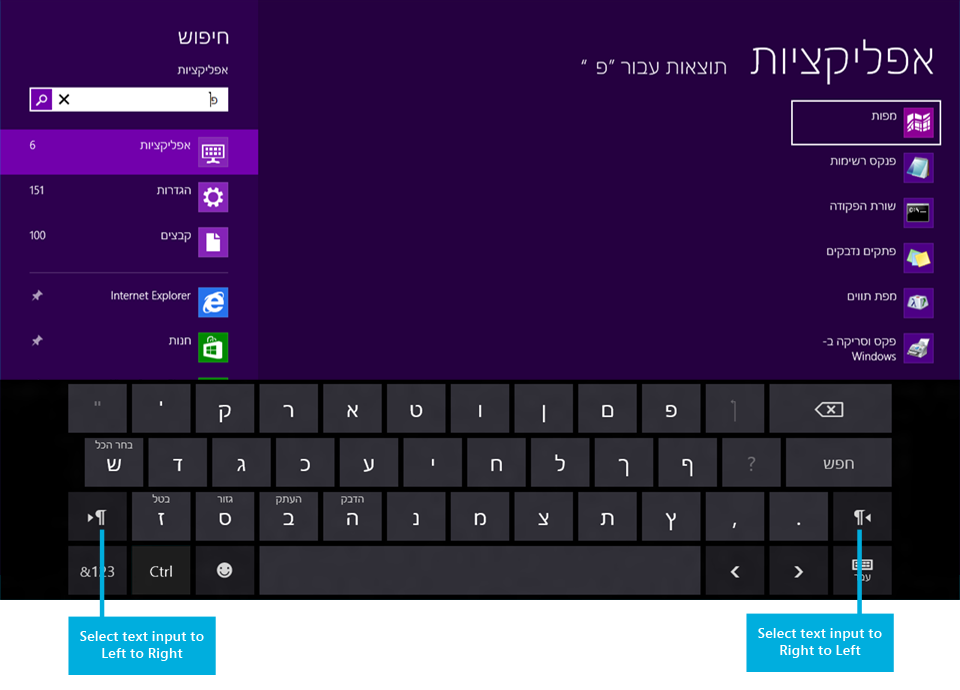 חיפוש
אפליקציות
פ
אפליקציות 6
הגדרות 151
קבצים 100
Internet Explorer
חנות
אפליקציות
תוצאות עבור "פ "
מפות
פנקס רשימות
שורת הפקודה
פתקים נדבקים
מפת תווים
פקס וסריקה ב-
Windows
" ' ק ר א ט ו ן ם פ
בחר הכל
ש ד ג כ ע י ח ל ך ף ? חפש
בטל גזור העתק הדבק
¶ ז ס ב ה נ מ צ ת ץ , . ¶
&123 Ctrl < > עבר
Select text input to
Left to Right
Select text input to
Right to Left